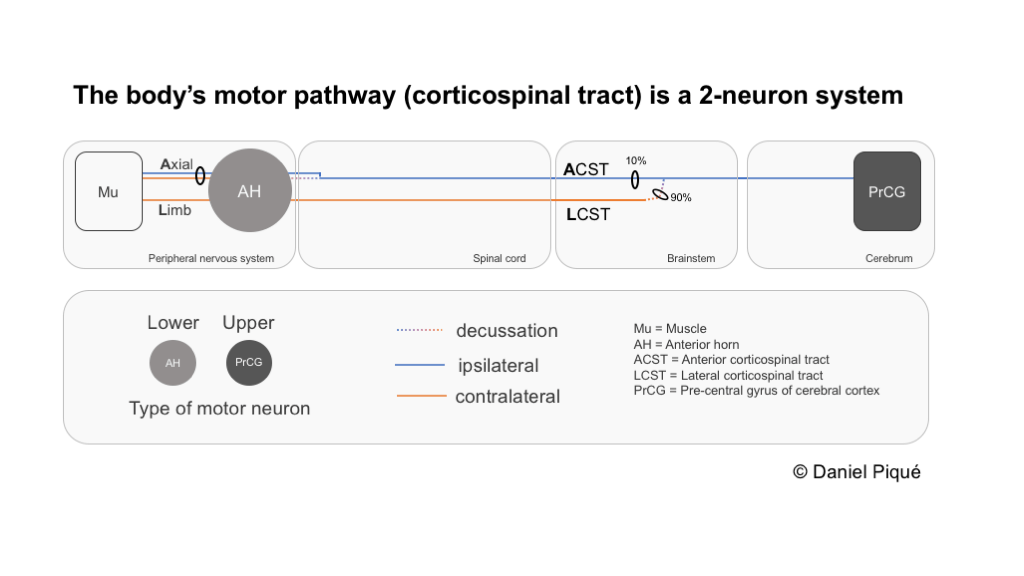 The body's motor pathway (corticospinal tract) is a 2-neuron system
Mu
Axial
Limb
AH
Peripheral nervous system
Spinal cord
ACST
10%
90%
LCST
Brainstem
PrCG
Cerebrum
Lower
Upper
AH
PrCG
Type of motor neuron
decussation
ipsilateral
contralateral
Mu = Muscle
AH = Anterior horn
ACST = Anterior corticospinal tract
LCST = Lateral corticospinal tract
PrCG = Pre-central gyrus of cerebral cortex
© Daniel Piqué